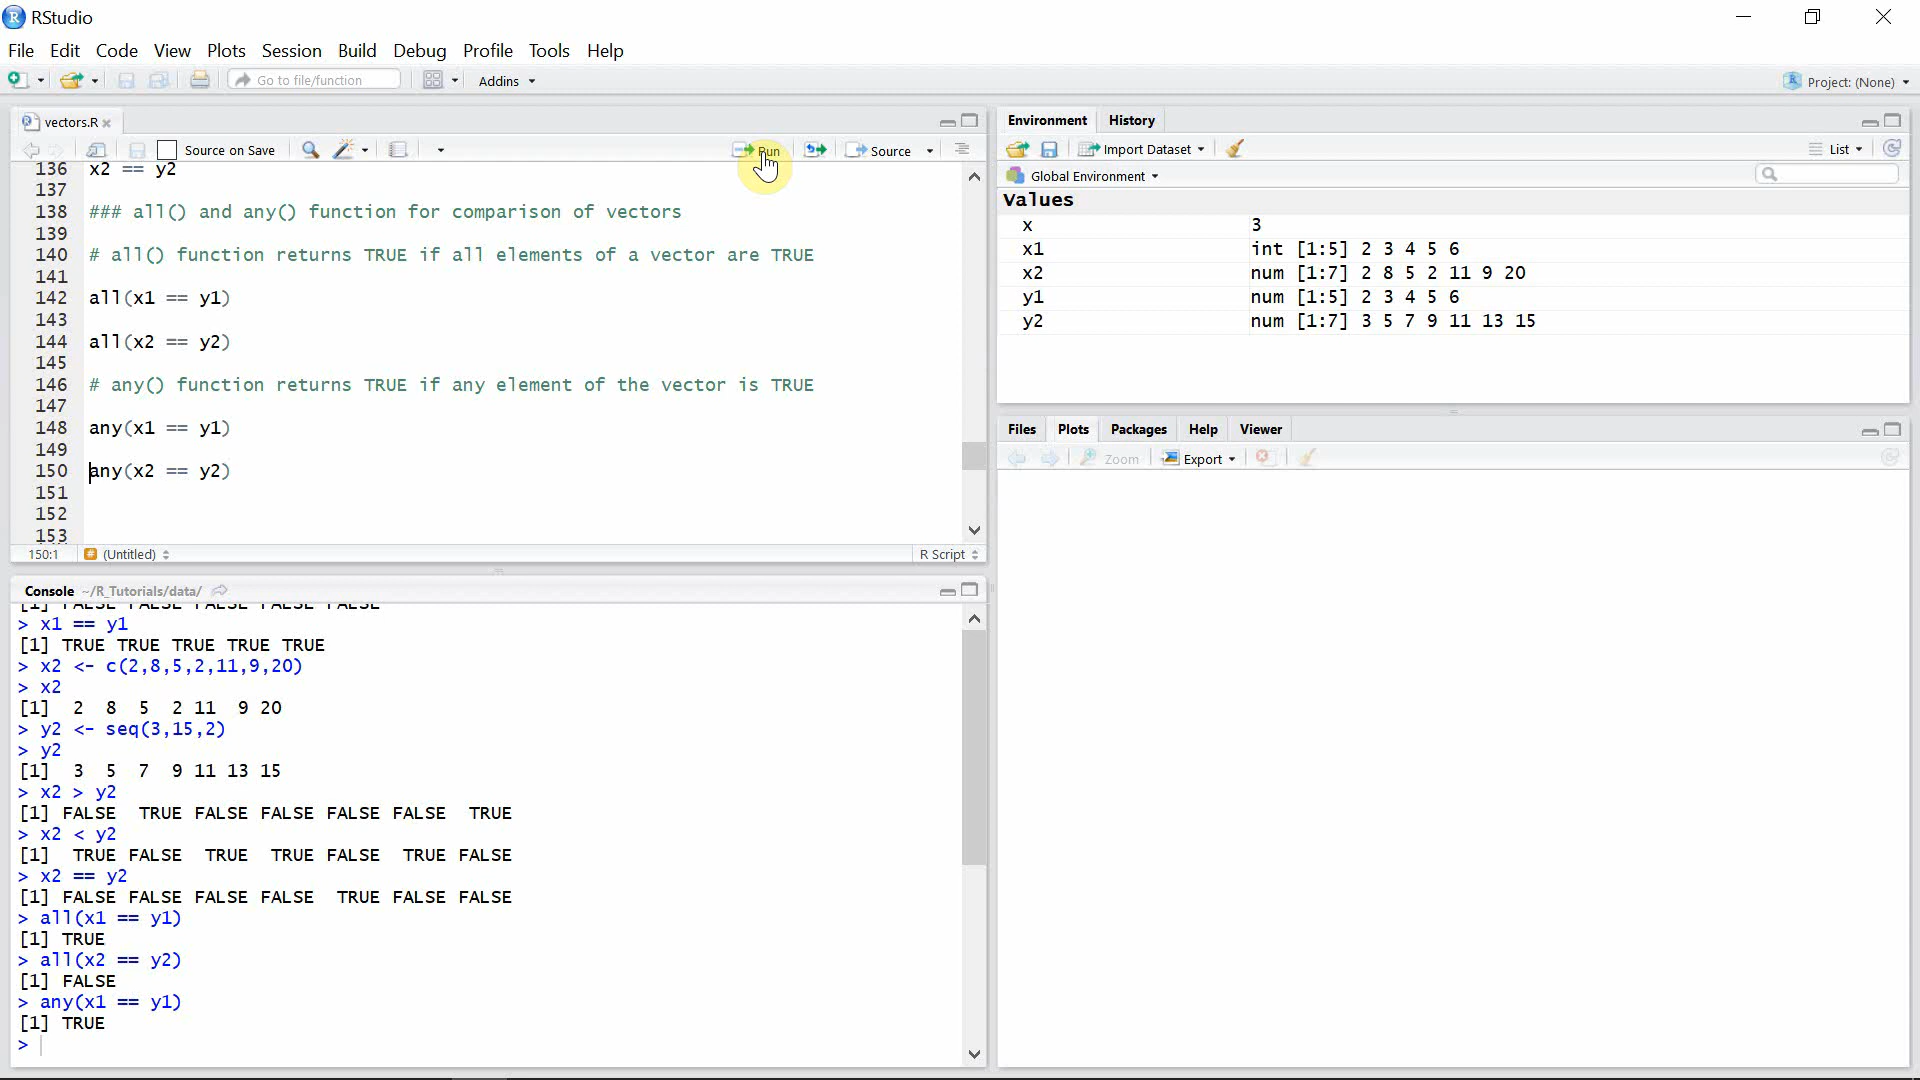 RStudio
File Edit Code View Plots Session Build Debug Profile Tools Help
Go to file/function Addins Project: (None)
vectors.R
Source on Save Run Source
136 x2 == y2
137
138 ### all() and any() function for comparison of vectors
139
140 # all() function returns TRUE if all elements of a vector are TRUE
141
142 all(x1 == y1)
143
144 all(x2 == y2)
145
146 # any() function returns TRUE if any element of the vector is TRUE
147
148 any(x1 == y1)
149
150 any(x2 == y2)
151
152
153
150:1 (Untitled) R Script
Console ~/R_Tutorials/data/
[1] FALSE FALSE FALSE FALSE FALSE
> x1 == y1
[1] TRUE TRUE TRUE TRUE TRUE
> x2 <- c(2,8,5,2,11,9,20)
> x2
[1]  2  8  5  2 11  9 20
> y2 <- seq(3,15,2)
> y2
[1]  3  5  7  9 11 13 15
> x2 > y2
[1] FALSE  TRUE FALSE FALSE FALSE FALSE  TRUE
> x2 < y2
[1]  TRUE FALSE  TRUE  TRUE FALSE  TRUE FALSE
> x2 == y2
[1] FALSE FALSE FALSE FALSE  TRUE FALSE FALSE
> all(x1 == y1)
[1] TRUE
> all(x2 == y2)
[1] FALSE
> any(x1 == y1)
[1] TRUE
>
Environment History
Import Dataset List
Global Environment
Values
x 3
x1 int [1:5] 2 3 4 5 6
x2 num [1:7] 2 8 5 2 11 9 20
y1 num [1:5] 2 3 4 5 6
y2 num [1:7] 3 5 7 9 11 13 15
Files Plots Packages Help Viewer
Zoom Export